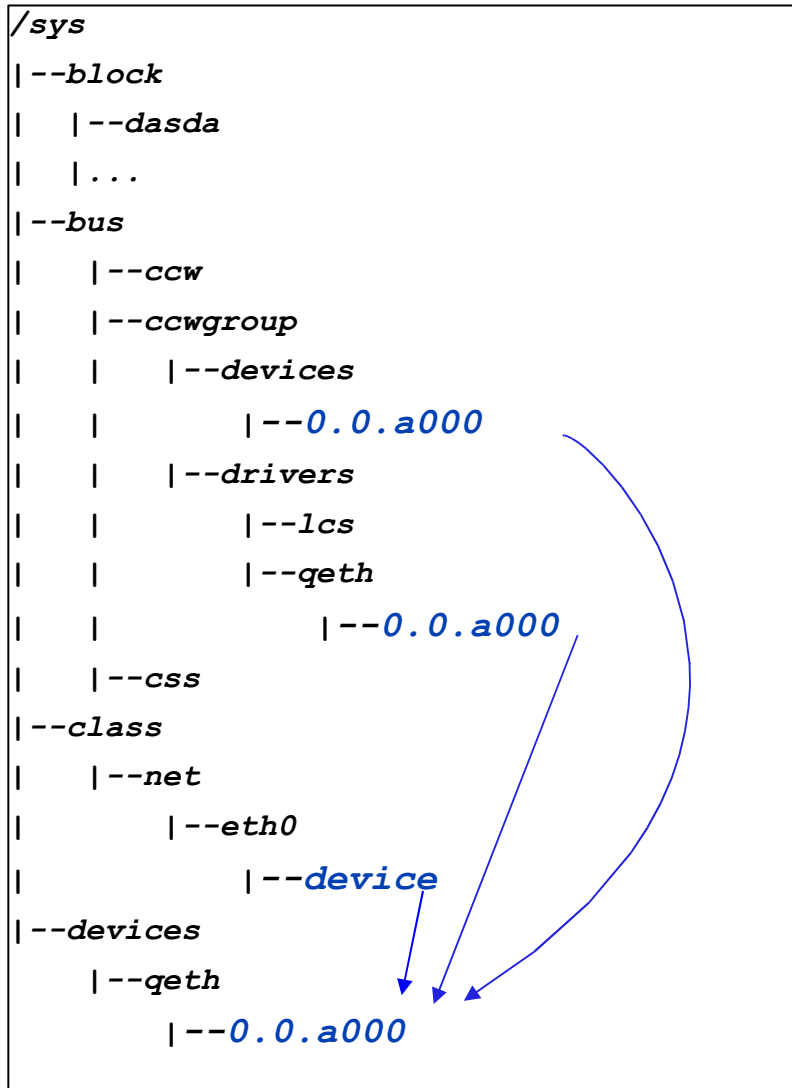 /sys
|--block
|  |--dasda
|  |...
|--bus
|   |--ccw
|   |--ccwgroup
|   |   |--devices
|   |       |--0.0.a000
|   |   |--drivers
|   |       |--lcs
|   |       |--qeth
|   |           |--0.0.a000
|   |--css
|--class
|   |--net
|       |--eth0
|           |--device
|--devices
    |--qeth
        |--0.0.a000